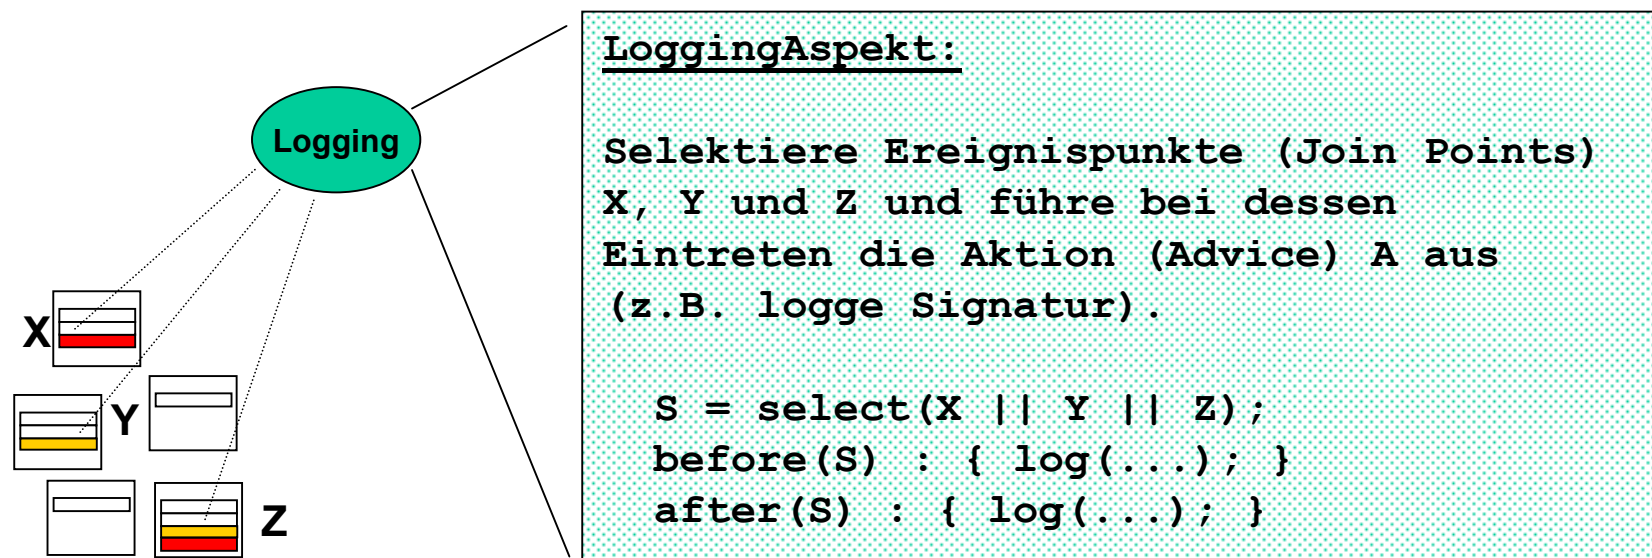 Logging
X
Y
Z
LoggingAspekt:
Selektiere Ereignispunkte (Join Points)
X, Y und Z und führe bei dessen
Eintreten die Aktion (Advice) A aus
(z.B. logge Signatur).
S = select(X || Y || Z);
before(S) : { log(...); }
after(S) : { log(...); }